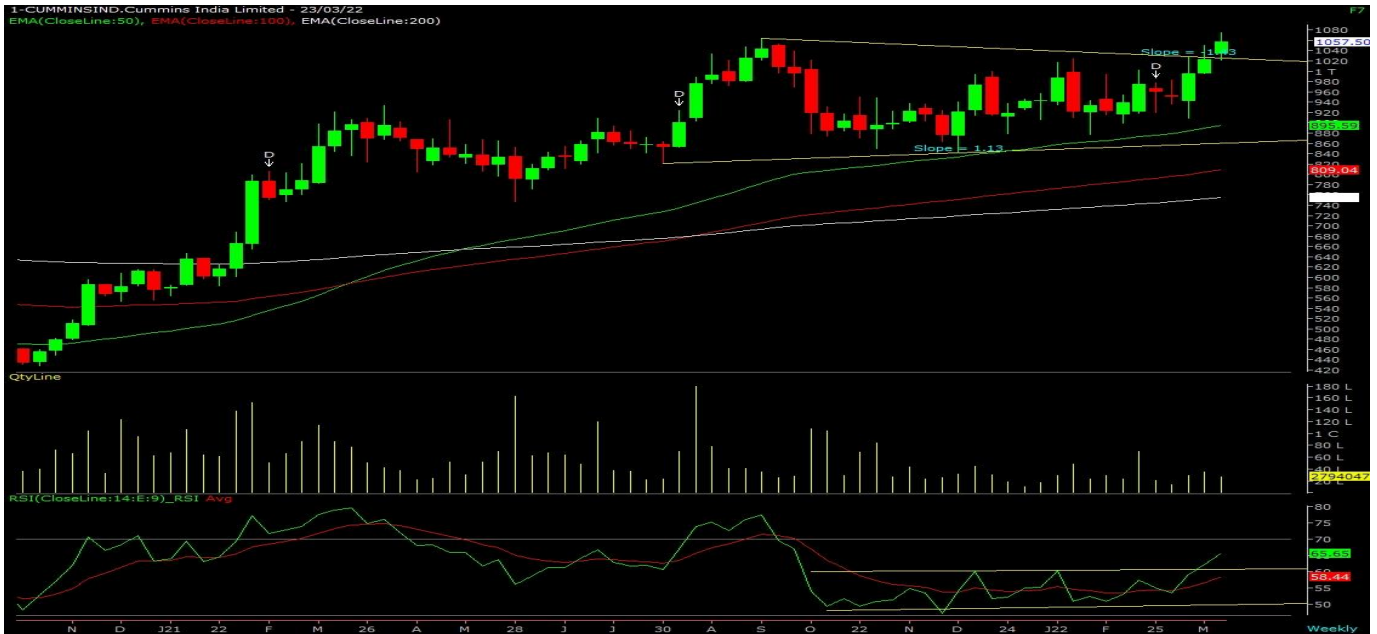 1-CUMMINSIND.Cummins India Limited - 23/03/22
F7
EMA(CloseLine:50), EMA(CloseLine:100), EMA(CloseLine:200)
1080
1057.50
1040
1020
1 T
980
960
940
920
895.59
880
860
840
820
809.04
780
740
720
700
680
660
640
620
600
580
560
540
520
500
480
460
440
420
Slope =
D
D
D
Slope = 1.13
QtyLine
180 L
160 L
140 L
120 L
1 C
80 L
60 L
40 L
2794047
RSI(CloseLine:14:E:9)_RSI Avg
80
75
70
65.65
58.44
55
50
N D J21 22 F M 26 A M 28 J J 30 A S O 22 N D 24 J22 F 25 M
Weekly